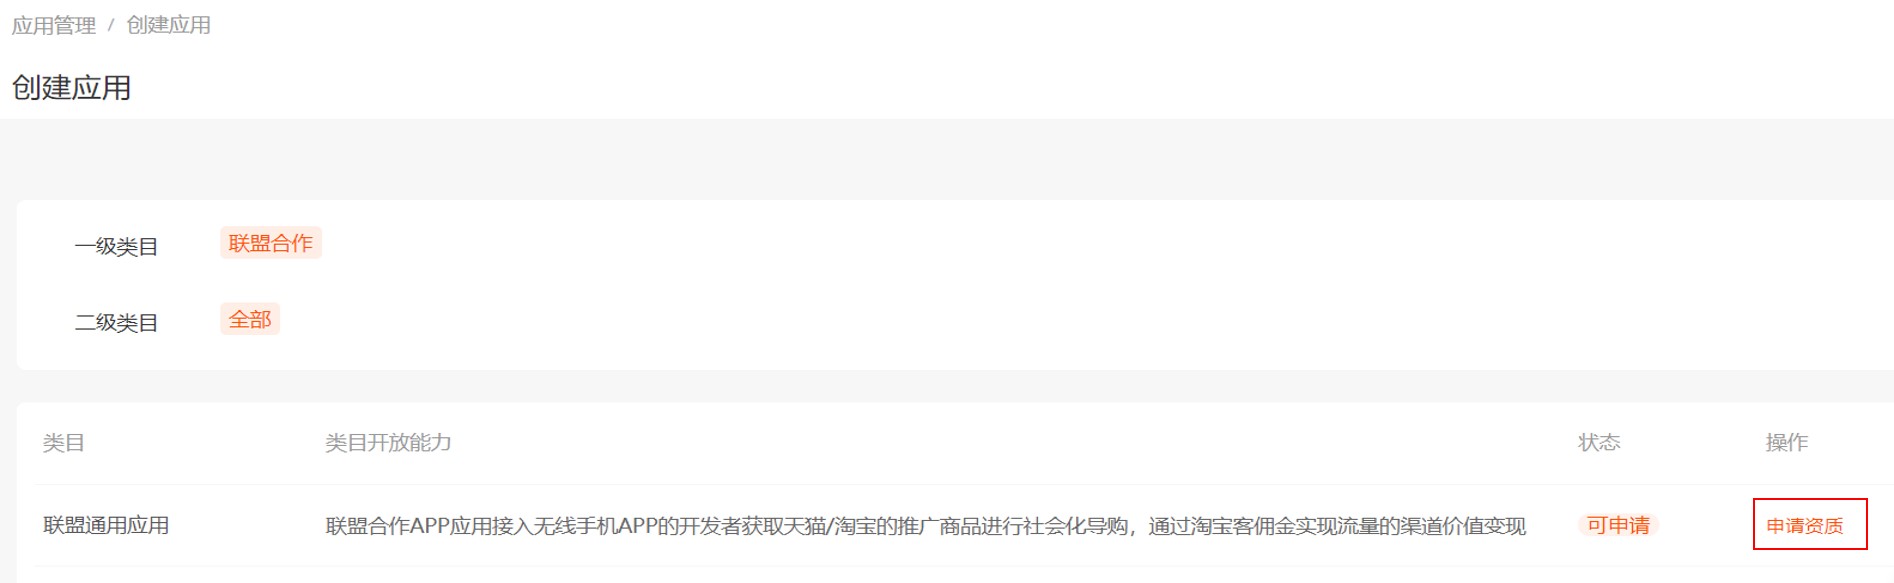 应用管理 / 创建应用
创建应用
一级类目 联盟合作
二级类目 全部
类目 类目开放能力 状态 操作
联盟通用应用 联盟合作APP应用接入无线手机APP的开发者获取天猫/淘宝的推广商品进行社会化导购，通过淘宝客佣金实现流量的渠道价值变现 可申请 申请资质